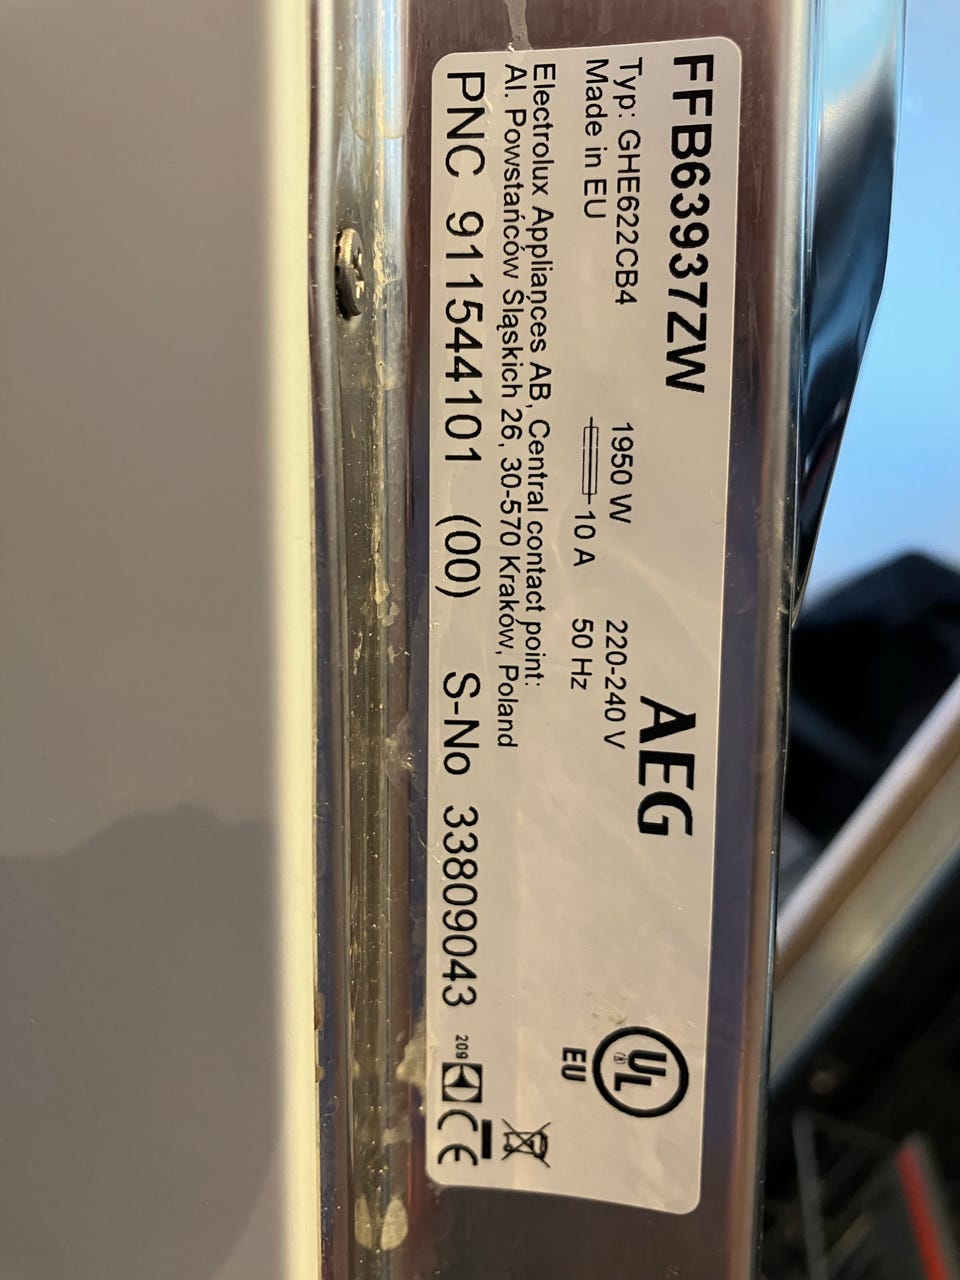 FFB63937ZW
AEG
Typ: GHE622CB4 1950 W 220-240 V
Made in EU 10 A 50 Hz
UL
EU
Electrolux Appliances AB, Central contact point:
Al. Powstańców Śląskich 26, 30-570 Kraków, Poland
PNC 911544101 (00) S-No 33809043 209 CE